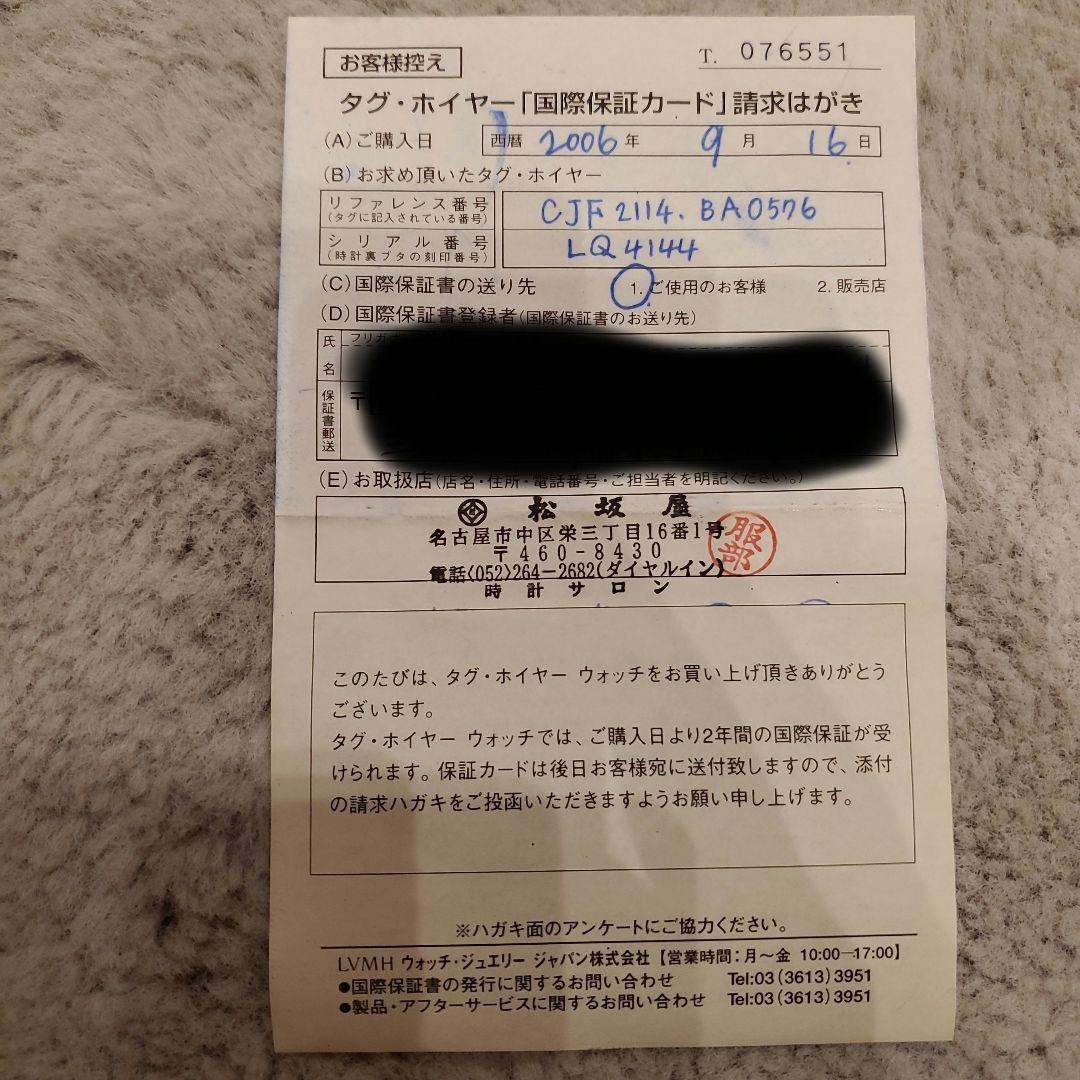 お客様控え
T. 076551
タグ・ホイヤー「国際保証カード」請求はがき
(A)ご購入日 西暦 2006年 9月 16日
(B)お求め頂いたタグ・ホイヤー
リファレンス番号 CJF 2114. BA0576
(タグに記入されている番号)
シリアル番号 LQ4144
(時計裏ブタの刻印番号)
(C)国際保証書の送り先 1.ご使用のお客様 2.販売店
(D)国際保証書登録者(国際保証書のお送り先)
氏名
保証書郵送 〒
(E)お取扱店(店名・住所・電話番号・ご担当者を明記ください。)
松坂屋
名古屋市中区栄三丁目16番1号
服部
〒460-8430
電話〈052〉264-2682(ダイヤルイン)
時計サロン
このたびは、タグ・ホイヤー ウォッチをお買い上げ頂きありがとう
ございます。
タグ・ホイヤー ウォッチでは、ご購入日より2年間の国際保証が受
けられます。保証カードは後日お客様宛に送付致しますので、添付
の請求ハガキをご投函いただきますようお願い申し上げます。
※ハガキ面のアンケートにご協力ください。
LVMH ウォッチ・ジュエリー ジャパン株式会社【営業時間：月〜金 10:00―17:00】
●国際保証書の発行に関するお問い合わせ Tel:03(3613)3951
●製品・アフターサービスに関するお問い合わせ Tel:03(3613)3951